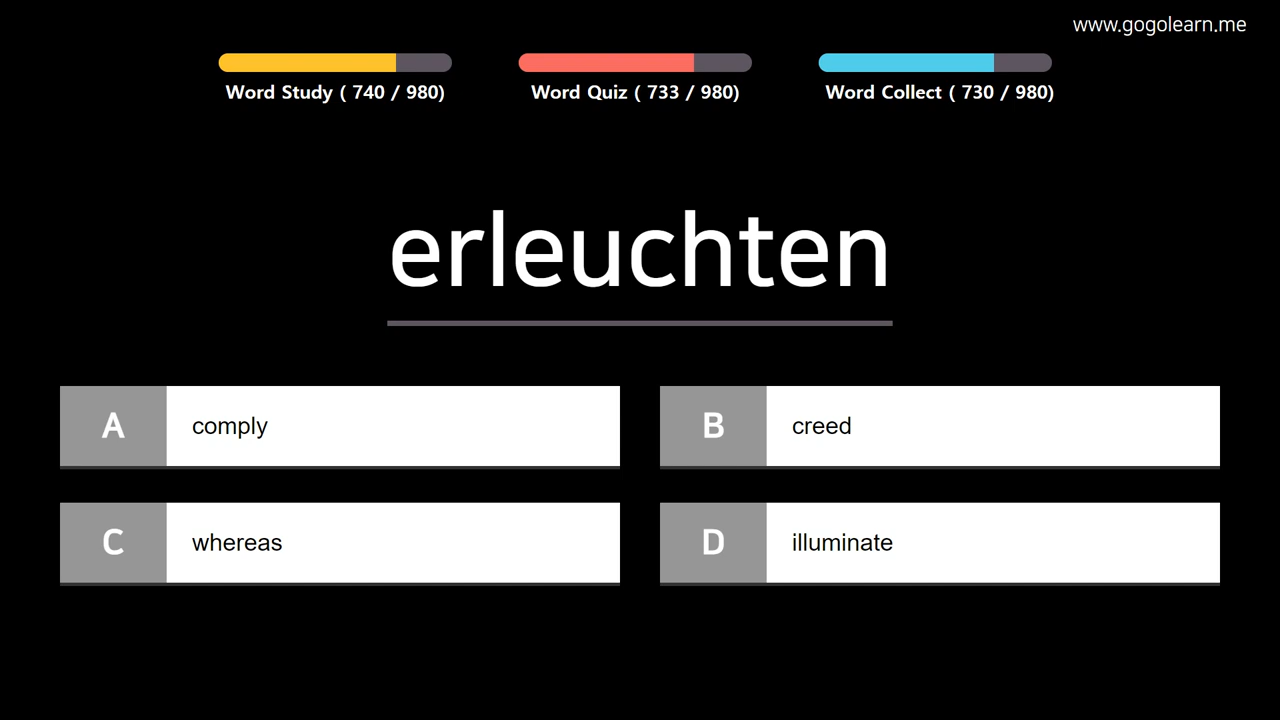 www.gogolearn.me
Word Study ( 740 / 980)
Word Quiz ( 733 / 980)
Word Collect ( 730 / 980)
erleuchten
A comply
B creed
C whereas
D illuminate